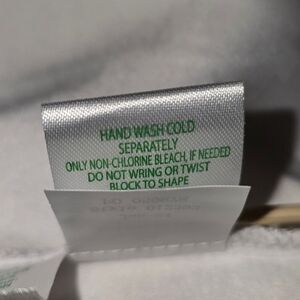 HAND WASH COLD
SEPARATELY
ONLY NON-CHLORINE BLEACH, IF NEEDED
DO NOT WRING OR TWIST
BLOCK TO SHAPE